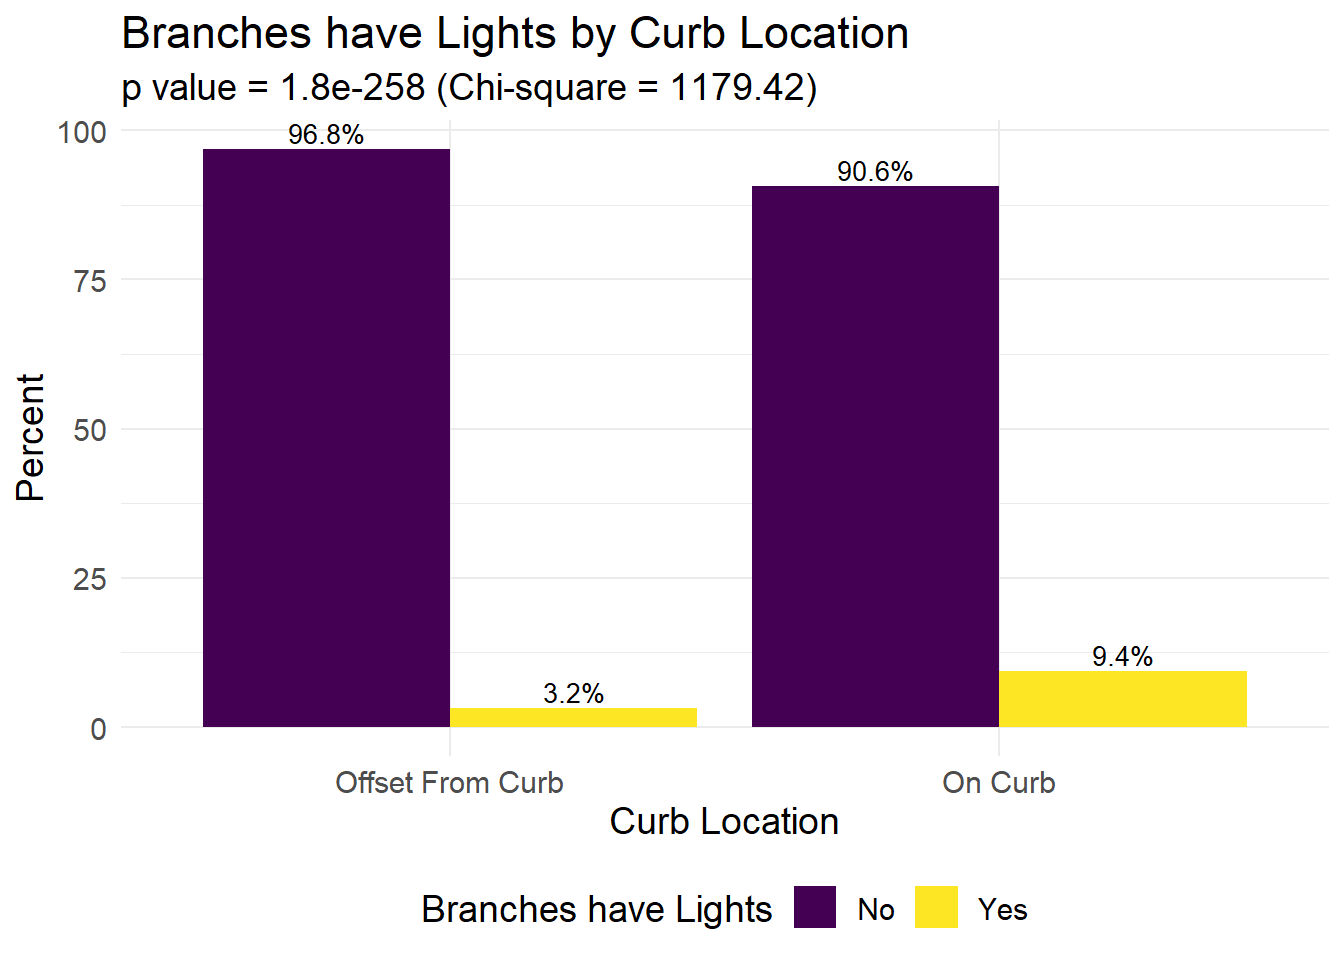 Branches have Lights by Curb Location
p value = 1.8e-258 (Chi-square = 1179.42)
100
75
50
25
0
Percent
96.8%
3.2%
90.6%
9.4%
Offset From Curb
On Curb
Curb Location
Branches have Lights
No
Yes